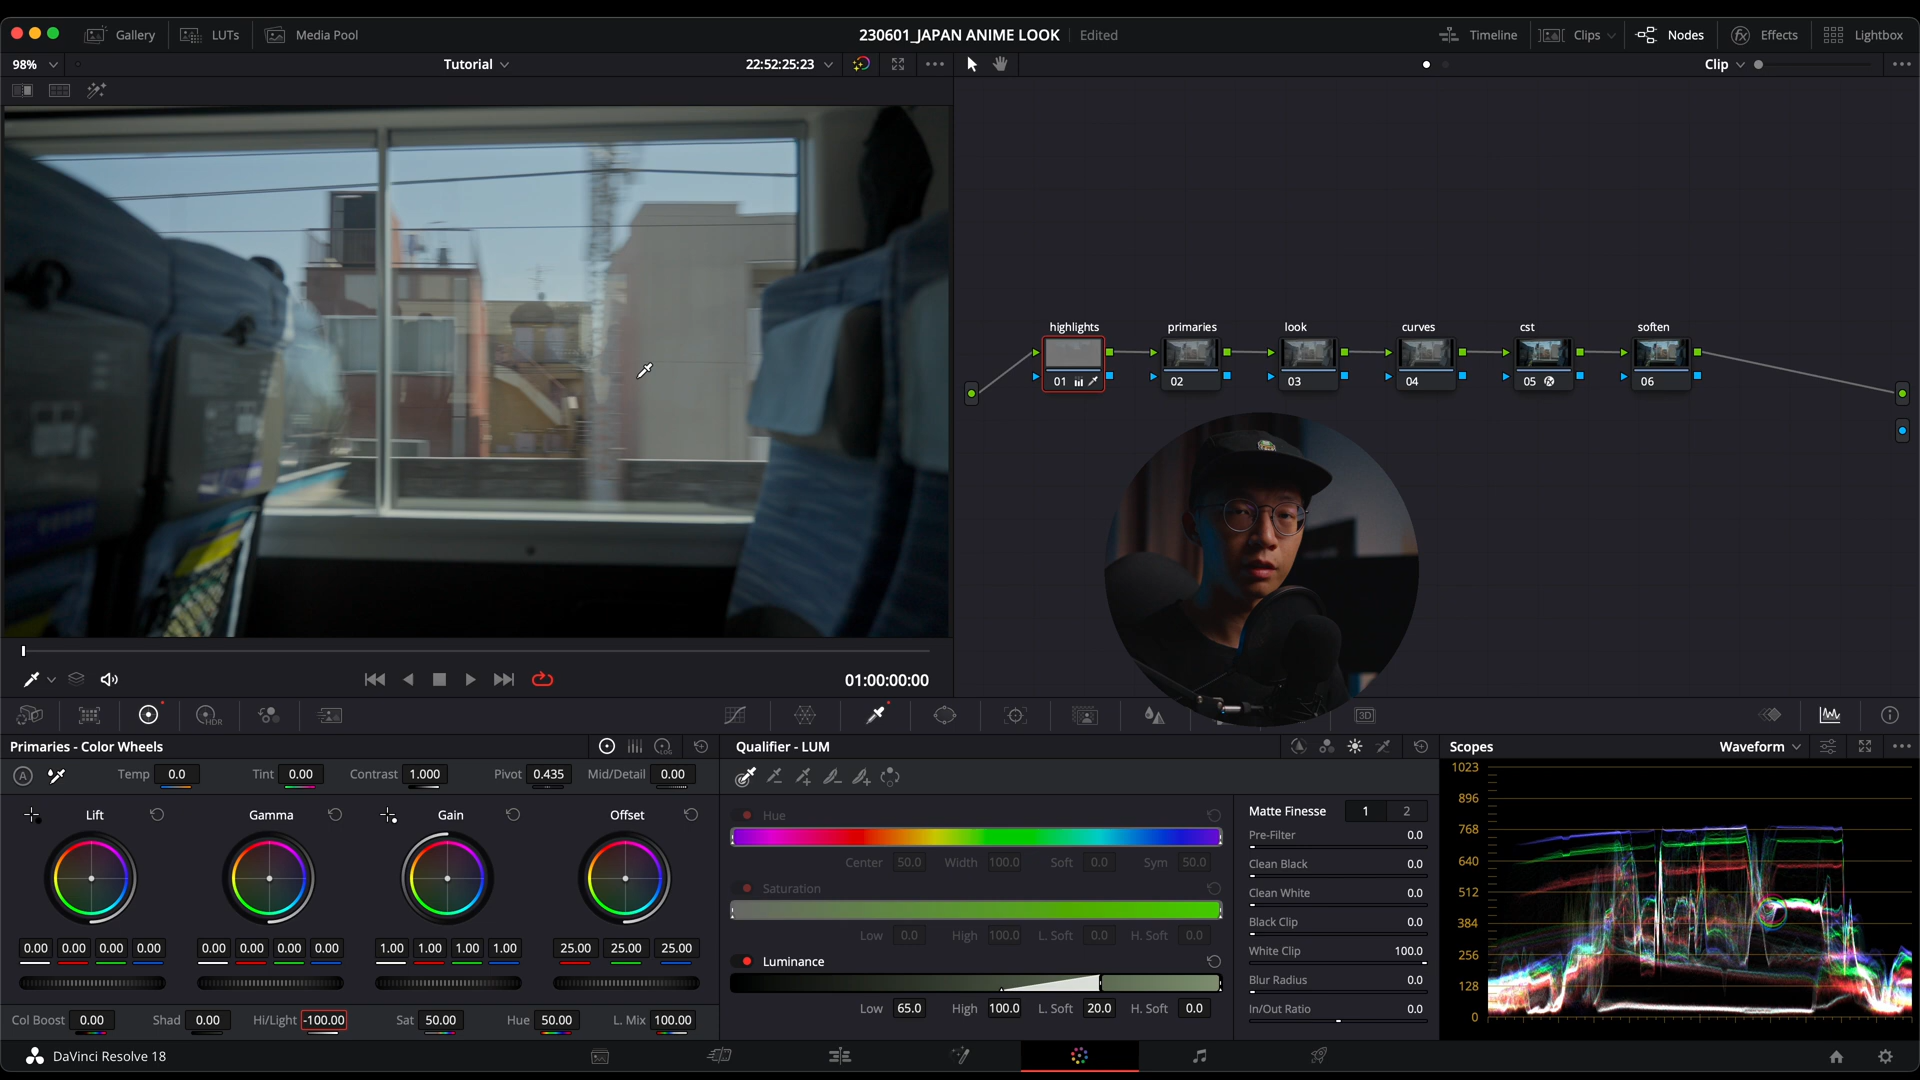 Gallery LUTs Media Pool 230601_JAPAN ANIME LOOK Edited Timeline Clips Nodes Effects Lightbox
98% Tutorial 22:52:25:23 Clip
highlights primaries look curves cst soften
01 02 03 04 05 06
01:00:00:00
HDR 3D
Primaries - Color Wheels LOG
Temp 0.0 Tint 0.00 Contrast 1.000 Pivot 0.435 Mid/Detail 0.00
A
Lift Gamma Gain Offset
0.00 0.00 0.00 0.00 0.00 0.00 0.00 0.00 1.00 1.00 1.00 1.00 25.00 25.00 25.00
Col Boost 0.00 Shad 0.00 Hi/Light -100.00 Sat 50.00 Hue 50.00 L. Mix 100.00
Qualifier - LUM
Hue
Center 50.0 Width 100.0 Soft 0.0 Sym 50.0
Saturation
Low 0.0 High 100.0 L. Soft 0.0 H. Soft 0.0
Luminance
Low 65.0 High 100.0 L. Soft 20.0 H. Soft 0.0
Matte Finesse 1 2
Pre-Filter 0.0
Clean Black 0.0
Clean White 0.0
Black Clip 0.0
White Clip 100.0
Blur Radius 0.0
In/Out Ratio 0.0
Scopes Waveform
1023
896
768
640
512
384
256
128
0
DaVinci Resolve 18